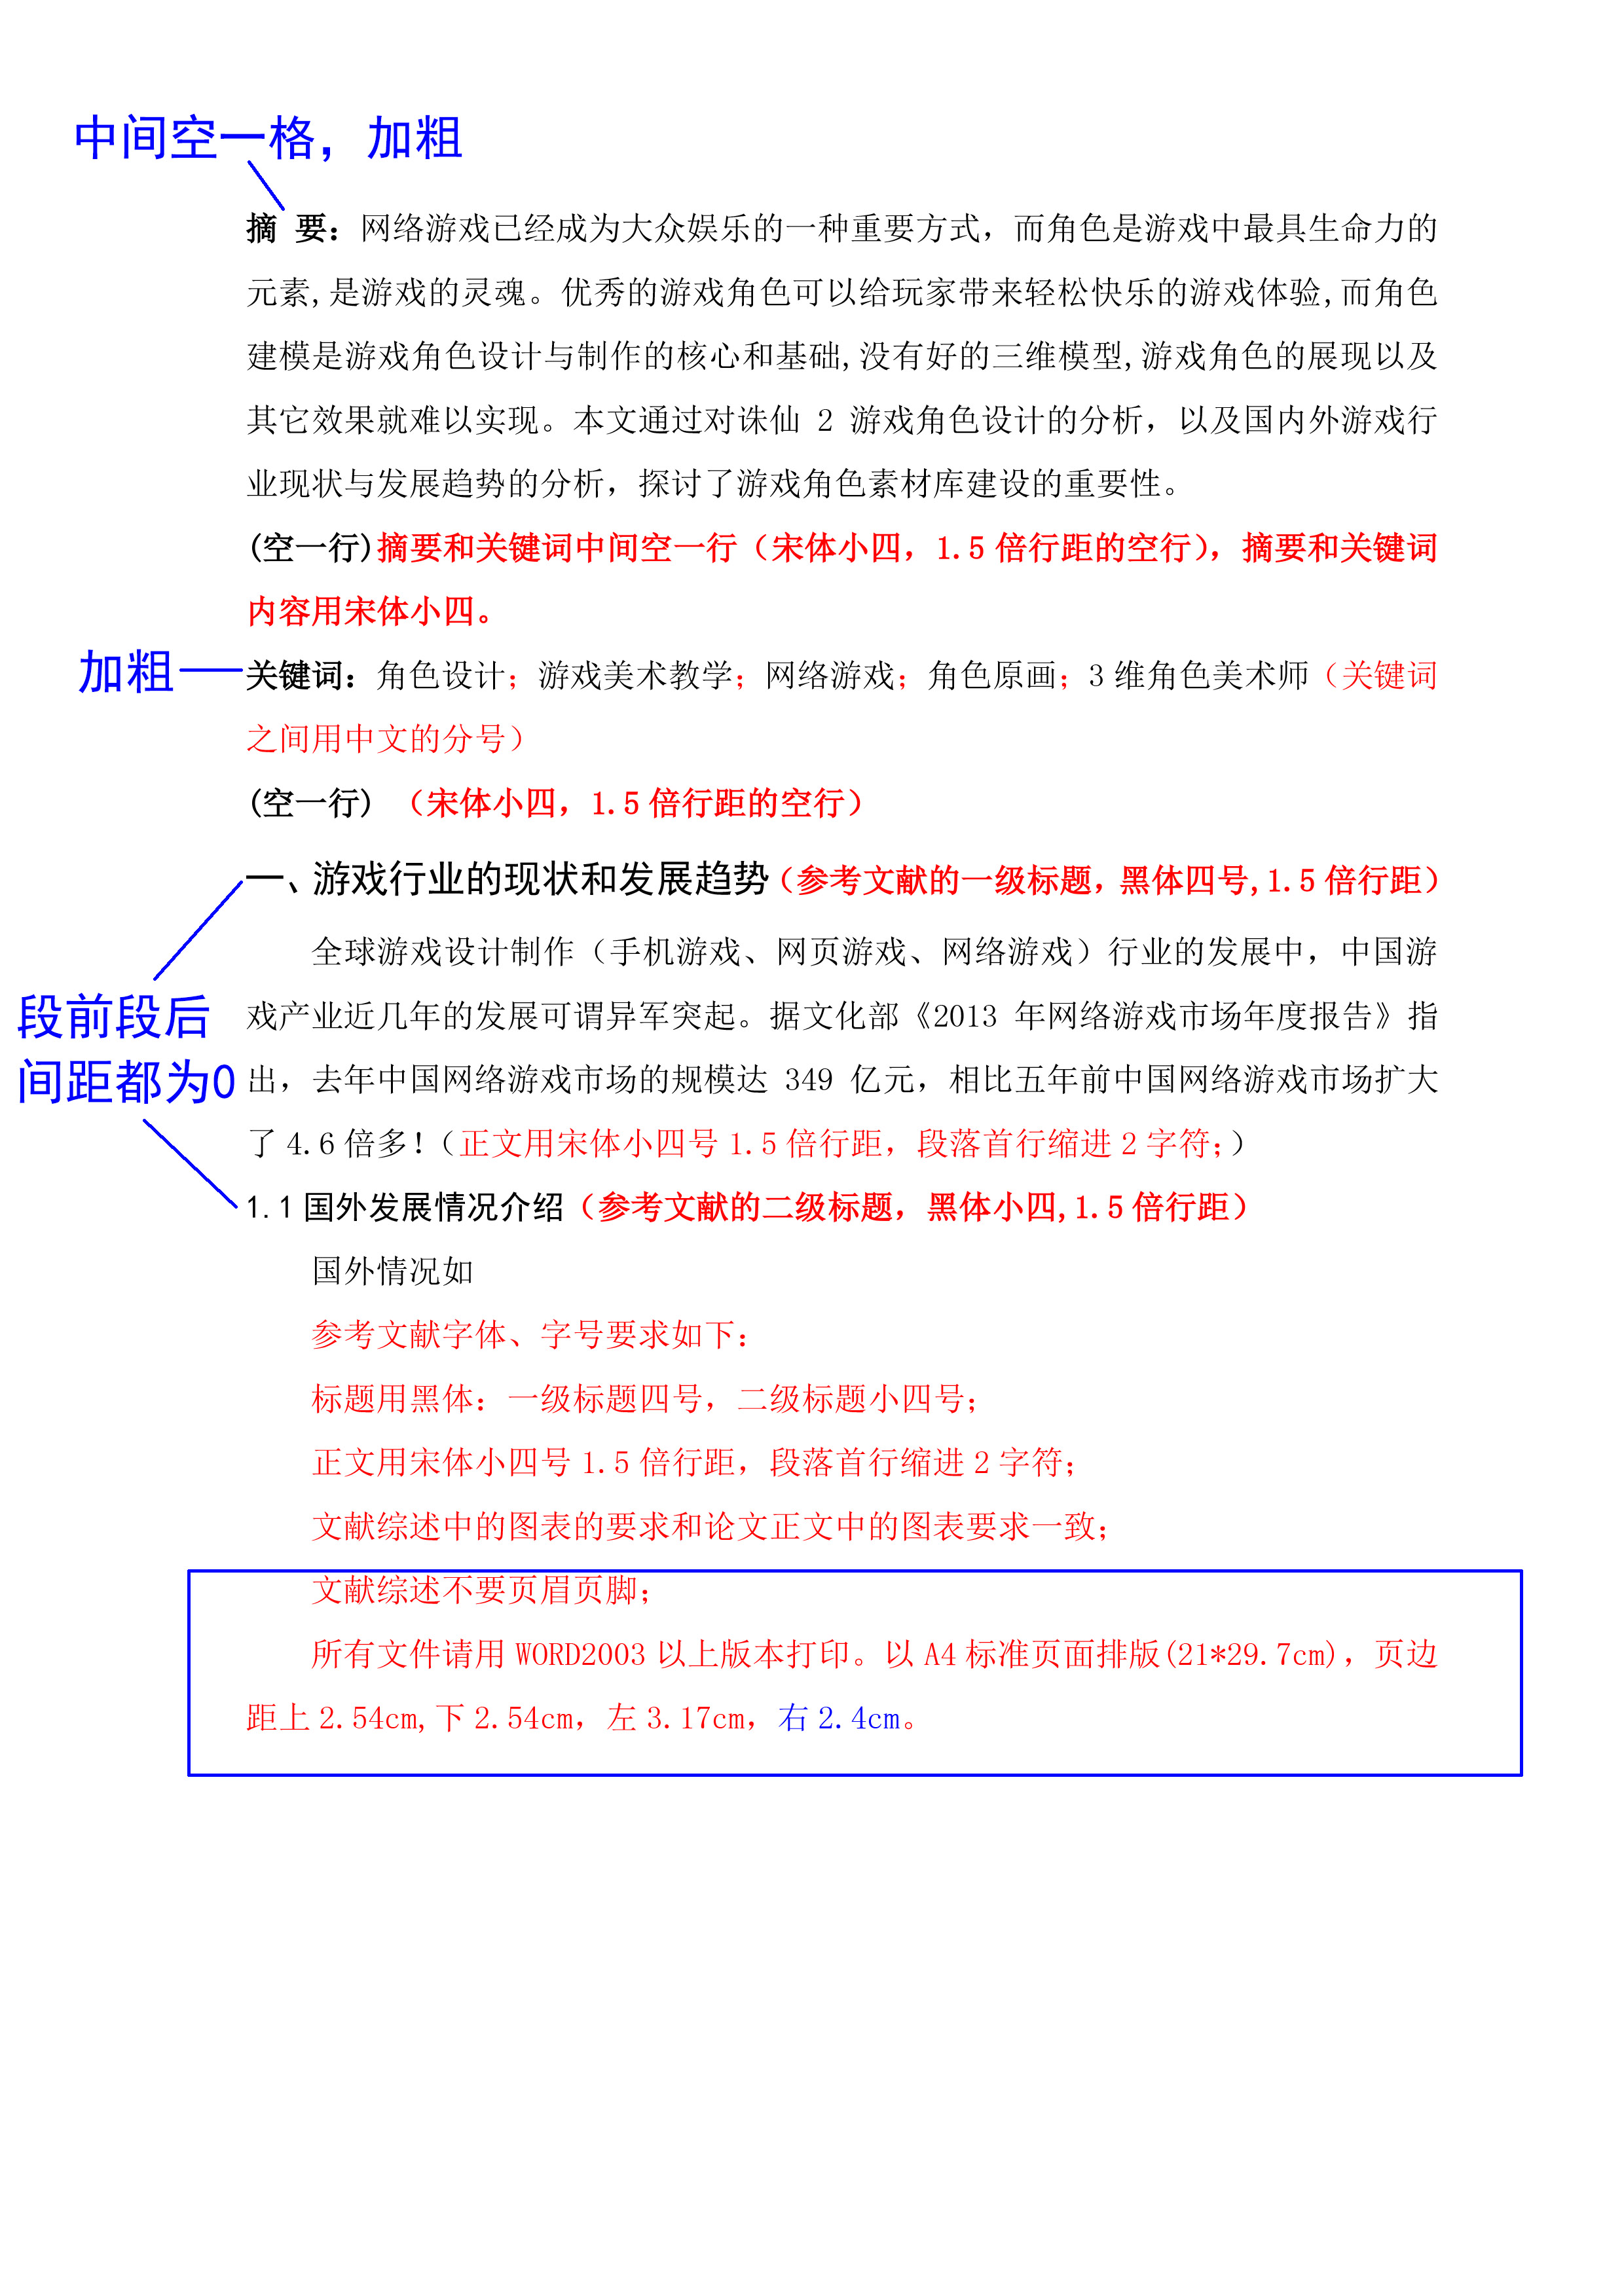 中间空一格，加粗
摘 要：网络游戏已经成为大众娱乐的一种重要方式，而角色是游戏中最具生命力的
元素,是游戏的灵魂。优秀的游戏角色可以给玩家带来轻松快乐的游戏体验,而角色
建模是游戏角色设计与制作的核心和基础,没有好的三维模型,游戏角色的展现以及
其它效果就难以实现。本文通过对诛仙 2 游戏角色设计的分析，以及国内外游戏行
业现状与发展趋势的分析，探讨了游戏角色素材库建设的重要性。
(空一行)摘要和关键词中间空一行（宋体小四，1.5 倍行距的空行），摘要和关键词
内容用宋体小四。
加粗
关键词：角色设计；游戏美术教学；网络游戏；角色原画；3 维角色美术师（关键词
之间用中文的分号）
(空一行) （宋体小四，1.5 倍行距的空行）
一、游戏行业的现状和发展趋势（参考文献的一级标题，黑体四号,1.5 倍行距）
全球游戏设计制作（手机游戏、网页游戏、网络游戏）行业的发展中，中国游
段前段后
戏产业近几年的发展可谓异军突起。据文化部《2013 年网络游戏市场年度报告》指
间距都为0
出，去年中国网络游戏市场的规模达 349 亿元，相比五年前中国网络游戏市场扩大
了 4.6 倍多!（正文用宋体小四号 1.5 倍行距，段落首行缩进 2 字符；）
1.1 国外发展情况介绍（参考文献的二级标题，黑体小四,1.5 倍行距）
国外情况如
参考文献字体、字号要求如下：
标题用黑体：一级标题四号，二级标题小四号；
正文用宋体小四号 1.5 倍行距，段落首行缩进 2 字符；
文献综述中的图表的要求和论文正文中的图表要求一致；
文献综述不要页眉页脚；
所有文件请用 WORD2003 以上版本打印。以 A4 标准页面排版(21*29.7cm)，页边
距上 2.54cm,下 2.54cm，左 3.17cm，右 2.4cm。